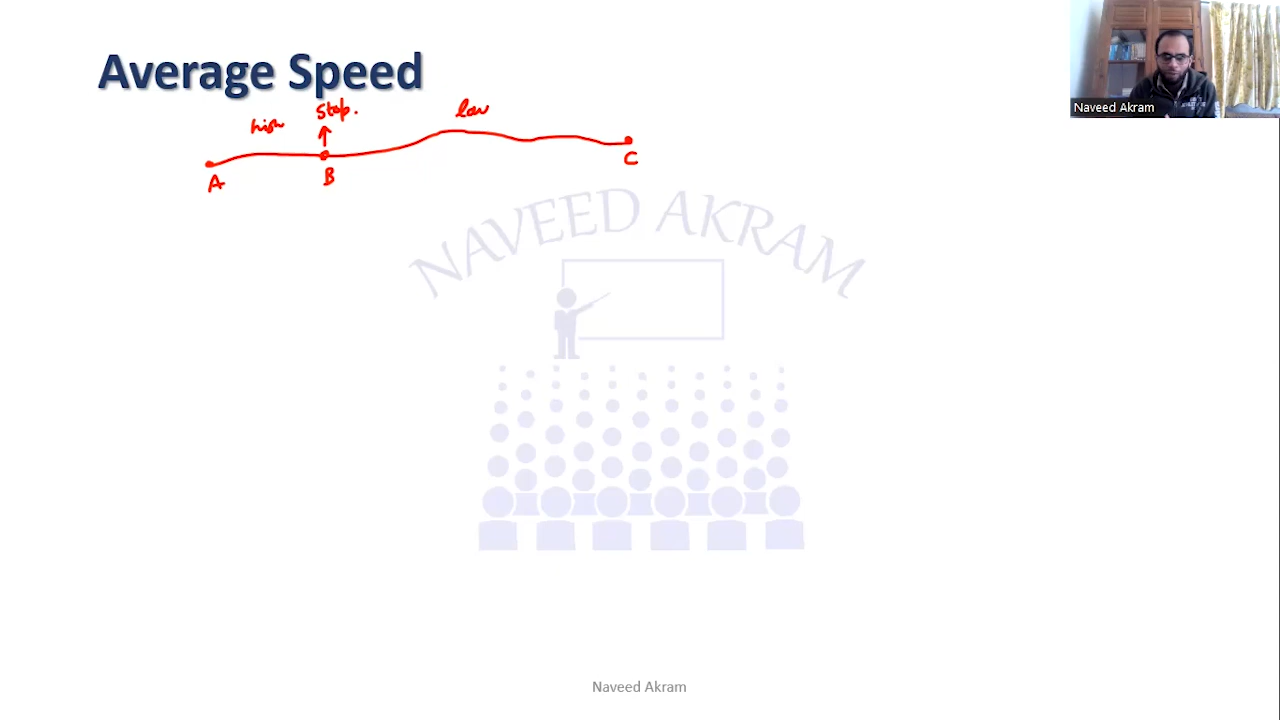 Average Speed
high
stop.
low
A
B
C
NAVEED AKRAM
Naveed Akram
Naveed Akram